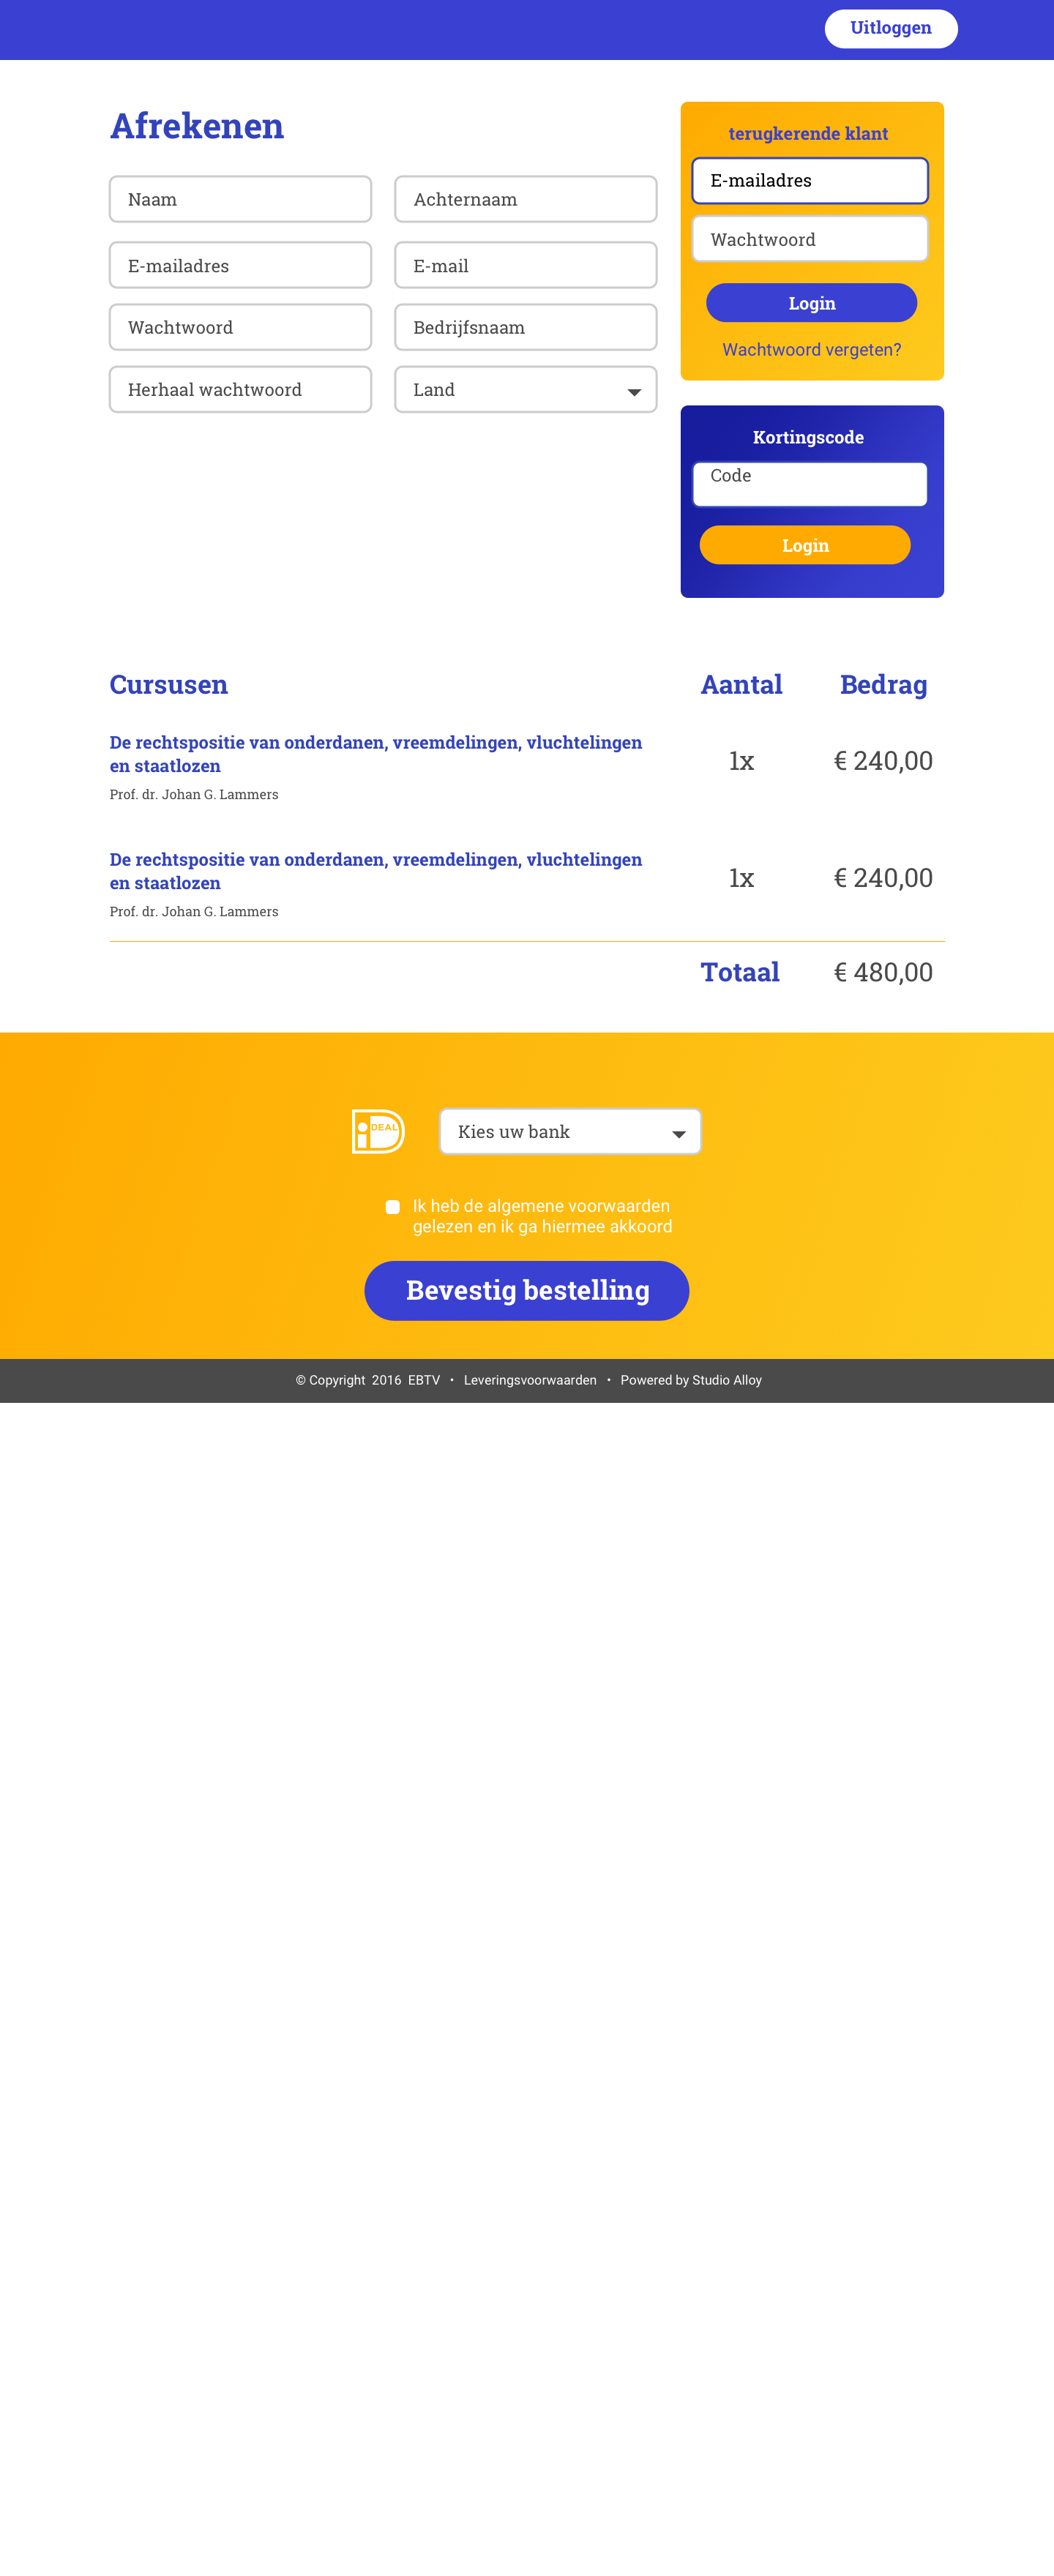 Uitloggen
Afrekenen
Naam
Achternaam
E-mailadres
E-mail
Wachtwoord
Bedrijfsnaam
Herhaal wachtwoord
Land
terugkerende klant
E-mailadres
Wachtwoord
Login
Wachtwoord vergeten?
Kortingscode
Code
Login
Cursusen
Aantal
Bedrag
De rechtspositie van onderdanen, vreemdelingen, vluchtelingen
en staatlozen
Prof. dr. Johan G. Lammers
1x
€ 240,00
De rechtspositie van onderdanen, vreemdelingen, vluchtelingen
en staatlozen
Prof. dr. Johan G. Lammers
1x
€ 240,00
Totaal
€ 480,00
iDEAL
Kies uw bank
Ik heb de algemene voorwaarden
gelezen en ik ga hiermee akkoord
Bevestig bestelling
© Copyright 2016 EBTV • Leveringsvoorwaarden • Powered by Studio Alloy